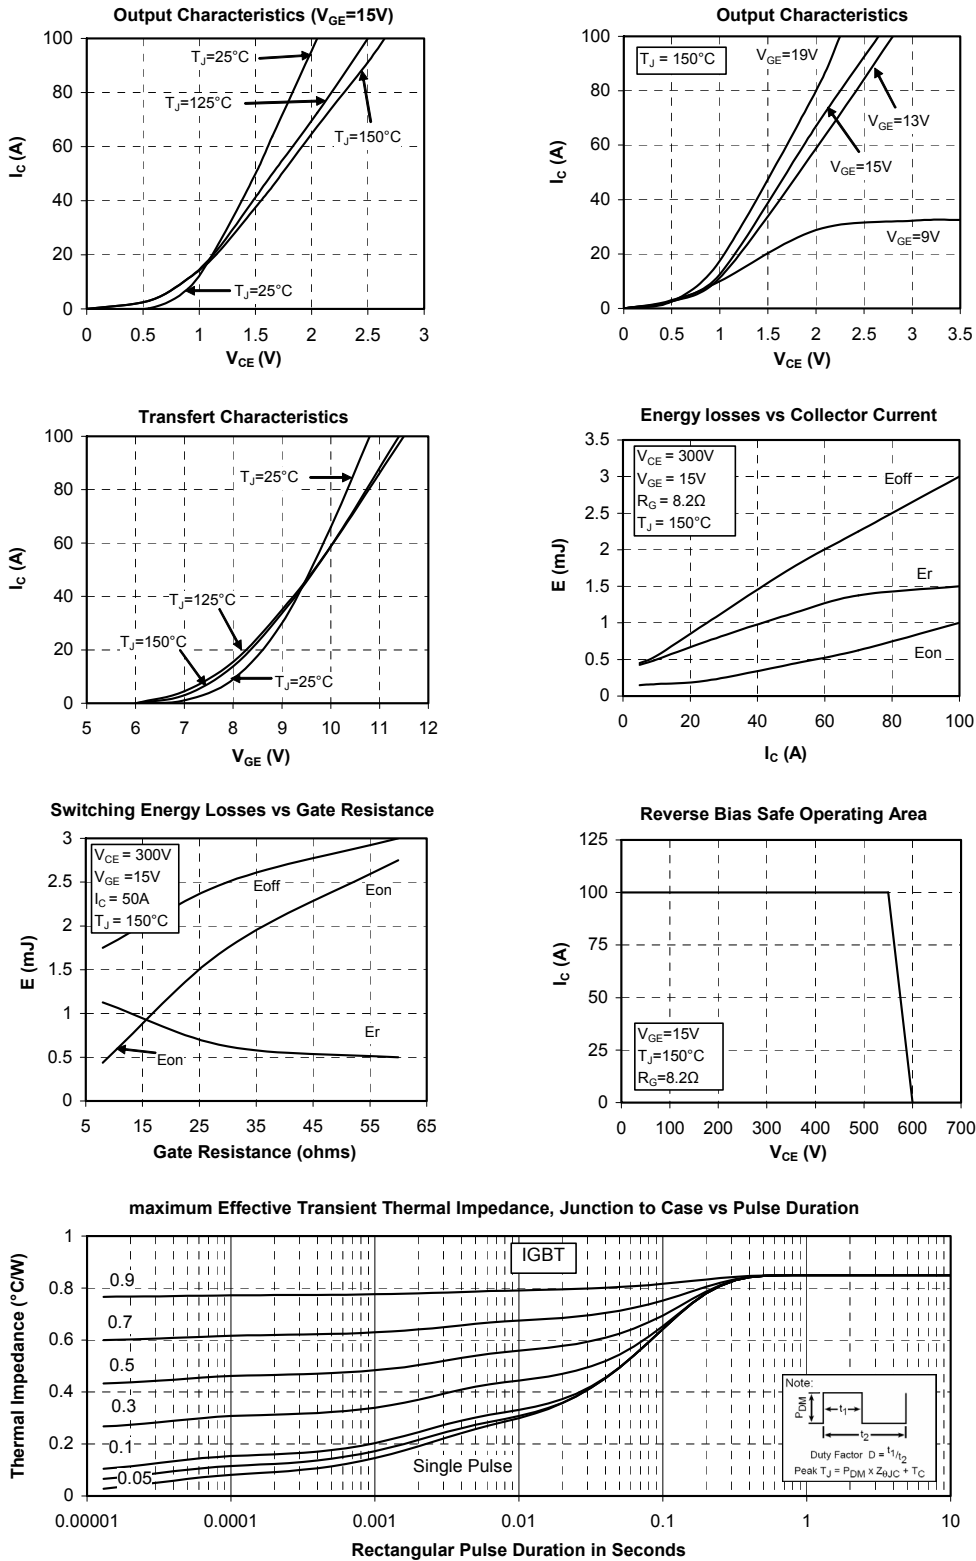 Output Characteristics (VGE=15V)
100
80
60
40
20
0
IC (A)
TJ=25°C
TJ=125°C
TJ=150°C
TJ=25°C
0 0.5 1 1.5 2 2.5 3
VCE (V)
Output Characteristics
100
80
60
40
20
0
IC (A)
TJ = 150°C
VGE=19V
VGE=13V
VGE=15V
VGE=9V
0 0.5 1 1.5 2 2.5 3 3.5
VCE (V)
Transfert Characteristics
100
80
60
40
20
0
IC (A)
TJ=25°C
TJ=125°C
TJ=150°C
TJ=25°C
5 6 7 8 9 10 11 12
VGE (V)
Energy losses vs Collector Current
3.5
3
2.5
2
1.5
1
0.5
0
E (mJ)
VCE = 300V
VGE = 15V
RG = 8.2Ω
TJ = 150°C
Eoff
Er
Eon
0 20 40 60 80 100
IC (A)
Switching Energy Losses vs Gate Resistance
3
2.5
2
1.5
1
0.5
0
E (mJ)
VCE = 300V
VGE =15V
IC = 50A
TJ = 150°C
Eoff
Eon
Er
Eon
5 15 25 35 45 55 65
Gate Resistance (ohms)
Reverse Bias Safe Operating Area
125
100
75
50
25
0
IC (A)
VGE=15V
TJ=150°C
RG=8.2Ω
0 100 200 300 400 500 600 700
VCE (V)
maximum Effective Transient Thermal Impedance, Junction to Case vs Pulse Duration
1
0.8
0.6
0.4
0.2
0
Thermal Impedance (°C/W)
IGBT
0.9
0.7
0.5
0.3
0.1
0.05
Single Pulse
Note:
PDM
t1
t2
Duty Factor D = t1/t2
Peak TJ = PDM x ZθJC + TC
0.00001 0.0001 0.001 0.01 0.1 1 10
Rectangular Pulse Duration in Seconds